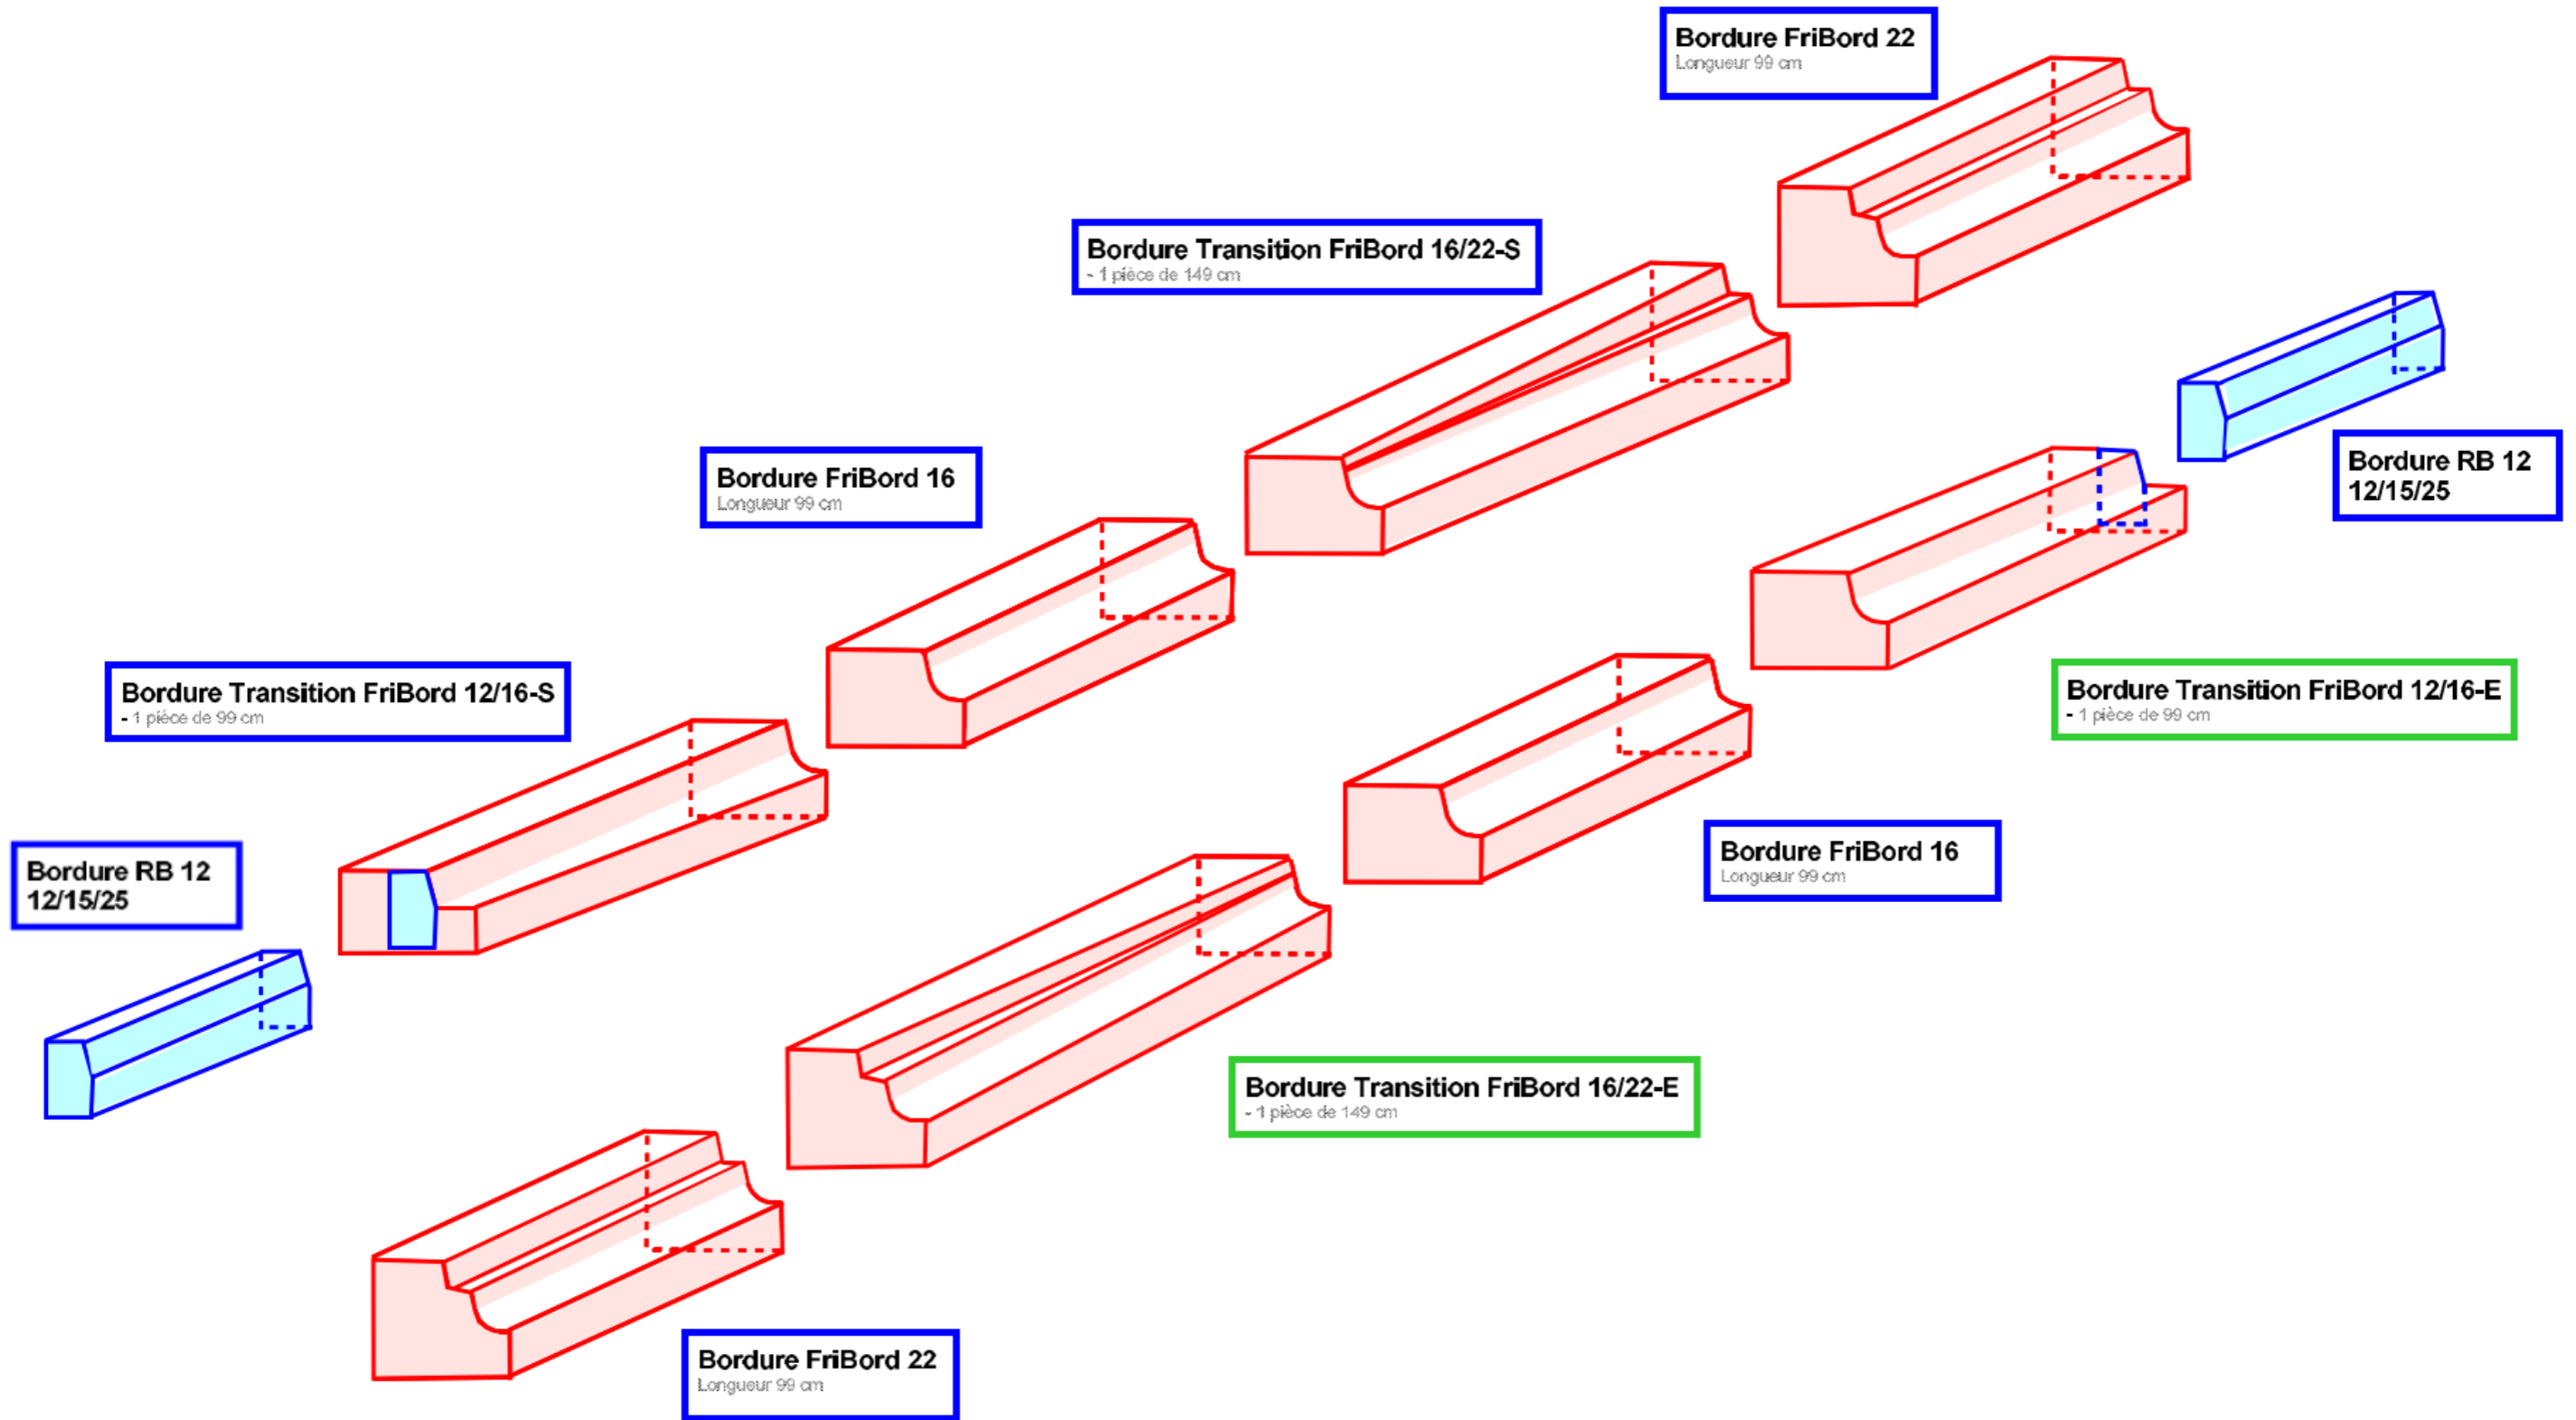 Bordure FriBord 22
Longueur 99 cm
Bordure Transition FriBord 16/22-S
- 1 pièce de 149 cm
Bordure FriBord 16
Longueur 99 cm
Bordure RB 12
12/15/25
Bordure Transition FriBord 12/16-S
- 1 pièce de 99 cm
Bordure Transition FriBord 12/16-E
- 1 pièce de 99 cm
Bordure RB 12
12/15/25
Bordure FriBord 16
Longueur 99 cm
Bordure Transition FriBord 16/22-E
- 1 pièce de 149 cm
Bordure FriBord 22
Longueur 99 cm